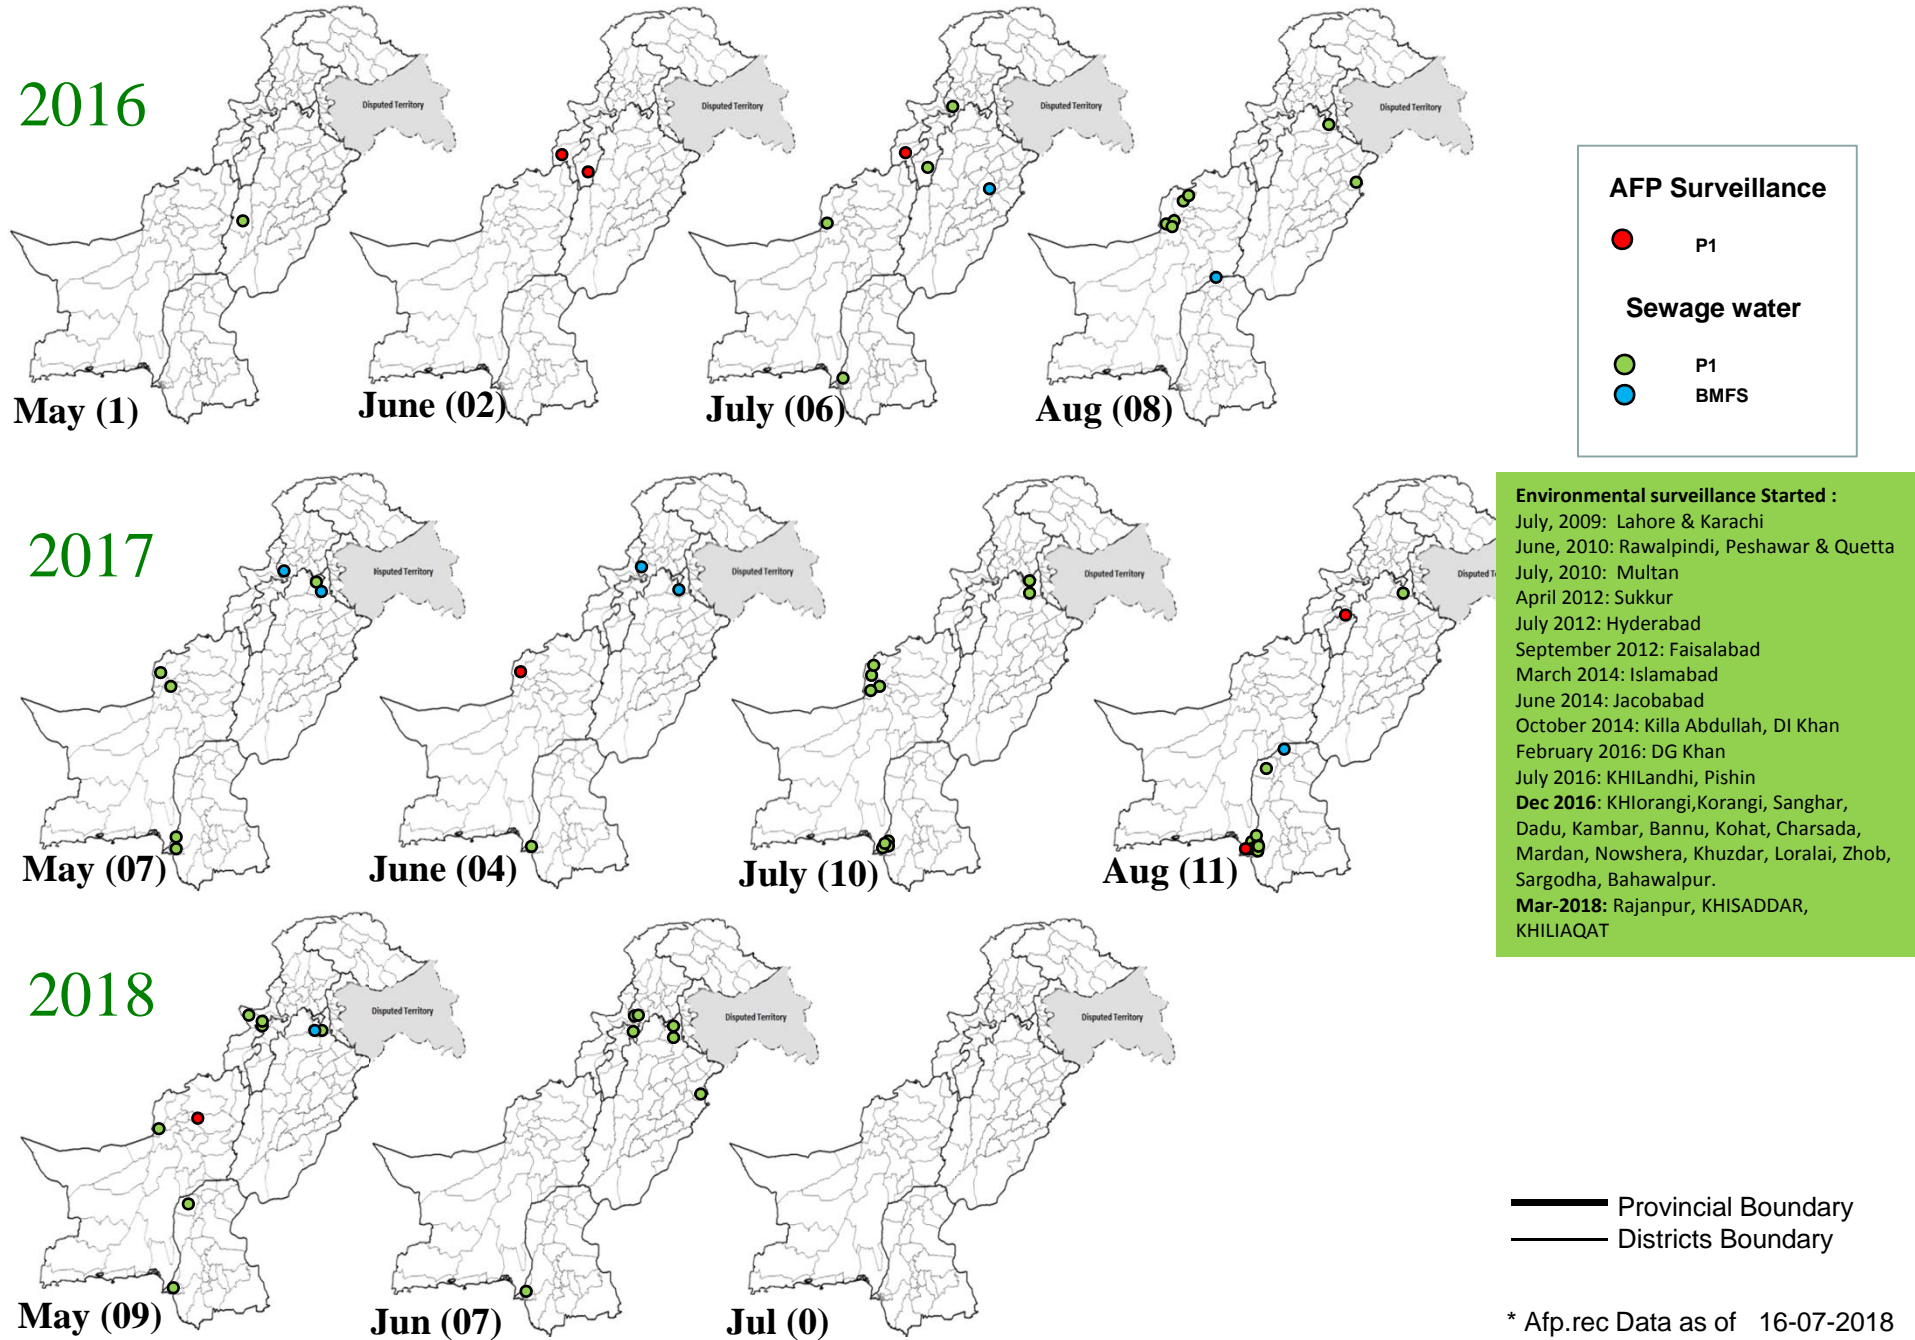 2016
Disputed Territory
Disputed Territory
Disputed Territory
Disputed Territory
May (1)
June (02)
July (06)
Aug (08)
AFP Surveillance
P1
Sewage water
P1
BMFS
2017
Disputed Territory
Disputed Territory
Disputed Territory
Disputed T
May (07)
June (04)
July (10)
Aug (11)
Environmental surveillance Started :
July, 2009: Lahore & Karachi
June, 2010: Rawalpindi, Peshawar & Quetta
July, 2010: Multan
April 2012: Sukkur
July 2012: Hyderabad
September 2012: Faisalabad
March 2014: Islamabad
June 2014: Jacobabad
October 2014: Killa Abdullah, DI Khan
February 2016: DG Khan
July 2016: KHILandhi, Pishin
Dec 2016: KHIorangi,Korangi, Sanghar,
Dadu, Kambar, Bannu, Kohat, Charsada,
Mardan, Nowshera, Khuzdar, Loralai, Zhob,
Sargodha, Bahawalpur.
Mar-2018: Rajanpur, KHISADDAR,
KHILIAQAT
2018
Disputed Territory
Disputed Territory
Disputed Territory
May (09)
Jun (07)
Jul (0)
Provincial Boundary
Districts Boundary
* Afp.rec Data as of 16-07-2018